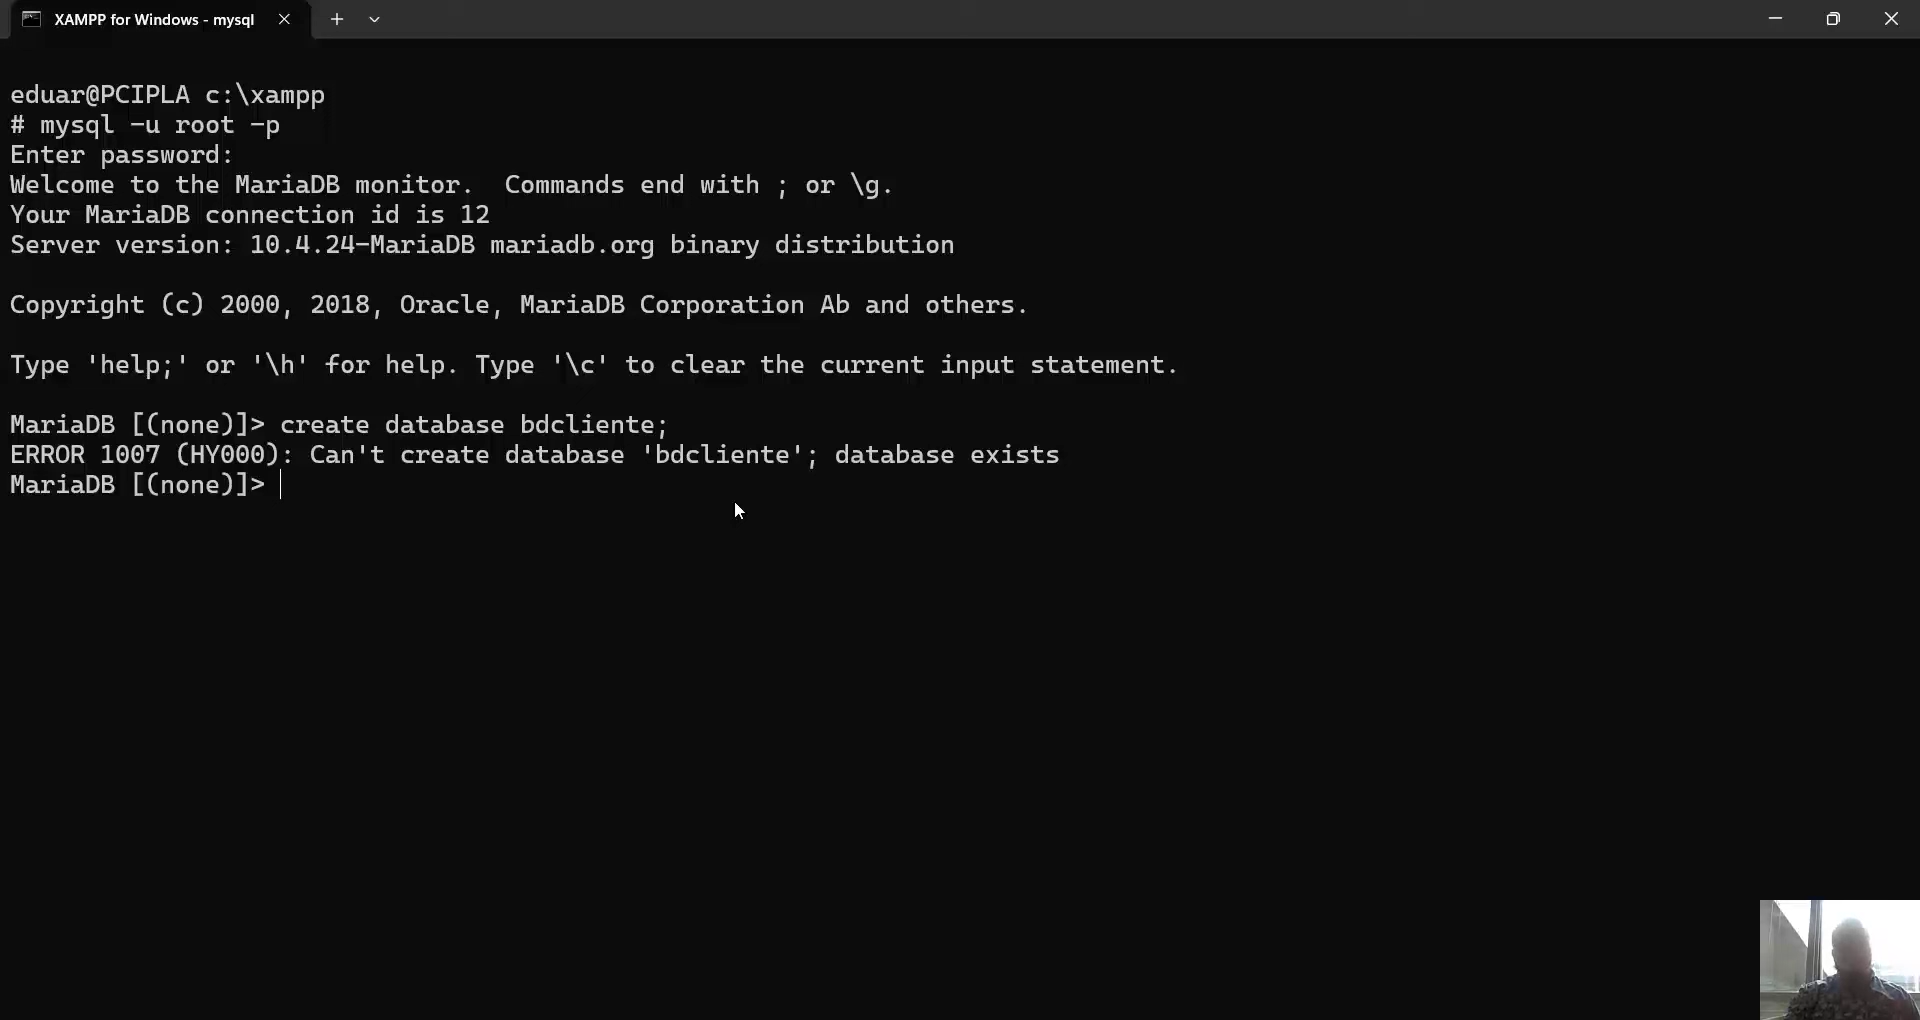 XAMPP for Windows - mysql
eduar@PCIPLA c:\xampp
# mysql -u root -p
Enter password:
Welcome to the MariaDB monitor.  Commands end with ; or \g.
Your MariaDB connection id is 12
Server version: 10.4.24-MariaDB mariadb.org binary distribution
Copyright (c) 2000, 2018, Oracle, MariaDB Corporation Ab and others.
Type 'help;' or '\h' for help. Type '\c' to clear the current input statement.
MariaDB [(none)]> create database bdcliente;
ERROR 1007 (HY000): Can't create database 'bdcliente'; database exists
MariaDB [(none)]>